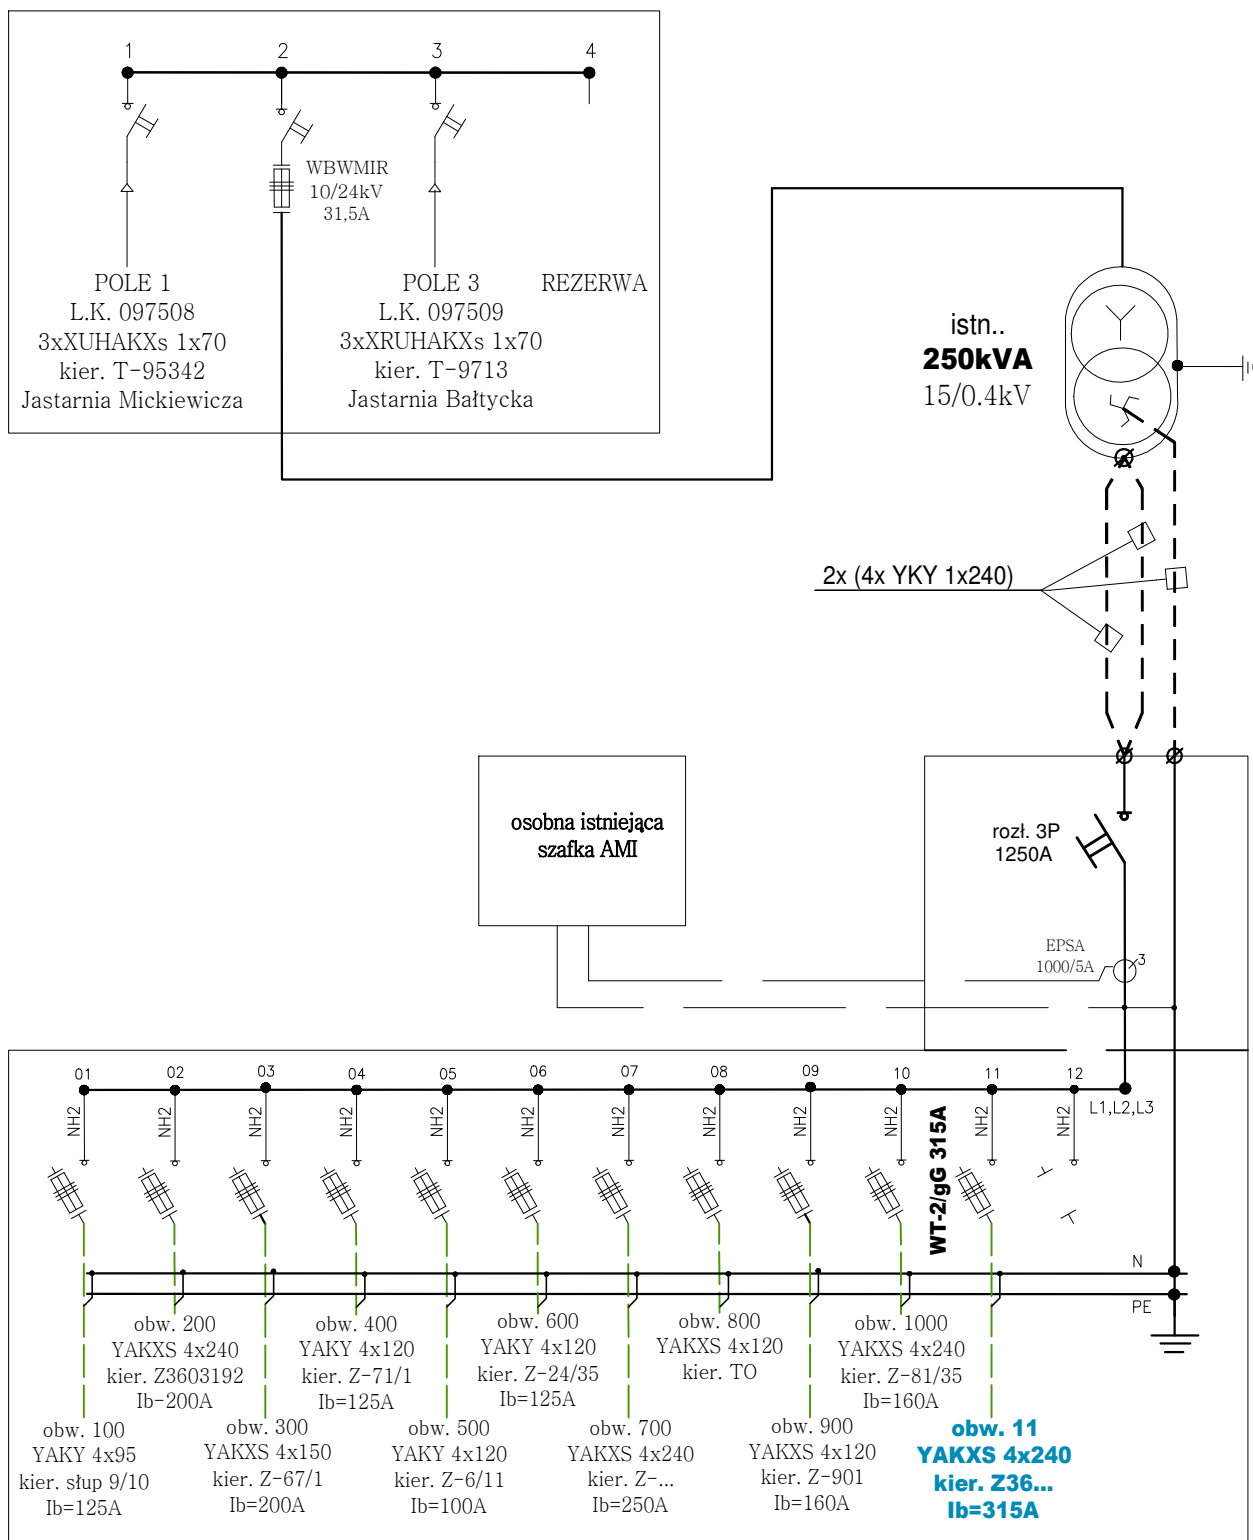 1
2
3
4
WBWMIR
10/24kV
31,5A
POLE 1
L.K. 097508
3xXUHAKXs 1x70
kier. T-95342
Jastarnia Mickiewicza
POLE 3
L.K. 097509
3xXRUHAKXs 1x70
kier. T-9713
Jastarnia Bałtycka
REZERWA
istn..
250kVA
15/0.4kV
2x (4x YKY 1x240)
osobna istniejąca
szafka AMI
rozł. 3P
1250A
EPSA
1000/5A
3
01
02
03
04
05
06
07
08
09
10
11
12
L1,L2,L3
NH2
NH2
NH2
NH2
NH2
NH2
NH2
NH2
NH2
NH2
NH2
NH2
WT-2/gG 315A
N
PE
obw. 200
YAKXS 4x240
kier. Z3603192
Ib-200A
obw. 400
YAKY 4x120
kier. Z-71/1
Ib=125A
obw. 600
YAKY 4x120
kier. Z-24/35
Ib=125A
obw. 800
YAKXS 4x120
kier. TO
obw. 1000
YAKXS 4x240
kier. Z-81/35
Ib=160A
obw. 100
YAKY 4x95
kier. słup 9/10
Ib=125A
obw. 300
YAKXS 4x150
kier. Z-67/1
Ib=200A
obw. 500
YAKY 4x120
kier. Z-6/11
Ib=100A
obw. 700
YAKXS 4x240
kier. Z-...
Ib=250A
obw. 900
YAKXS 4x120
kier. Z-901
Ib=160A
obw. 11
YAKXS 4x240
kier. Z36...
Ib=315A